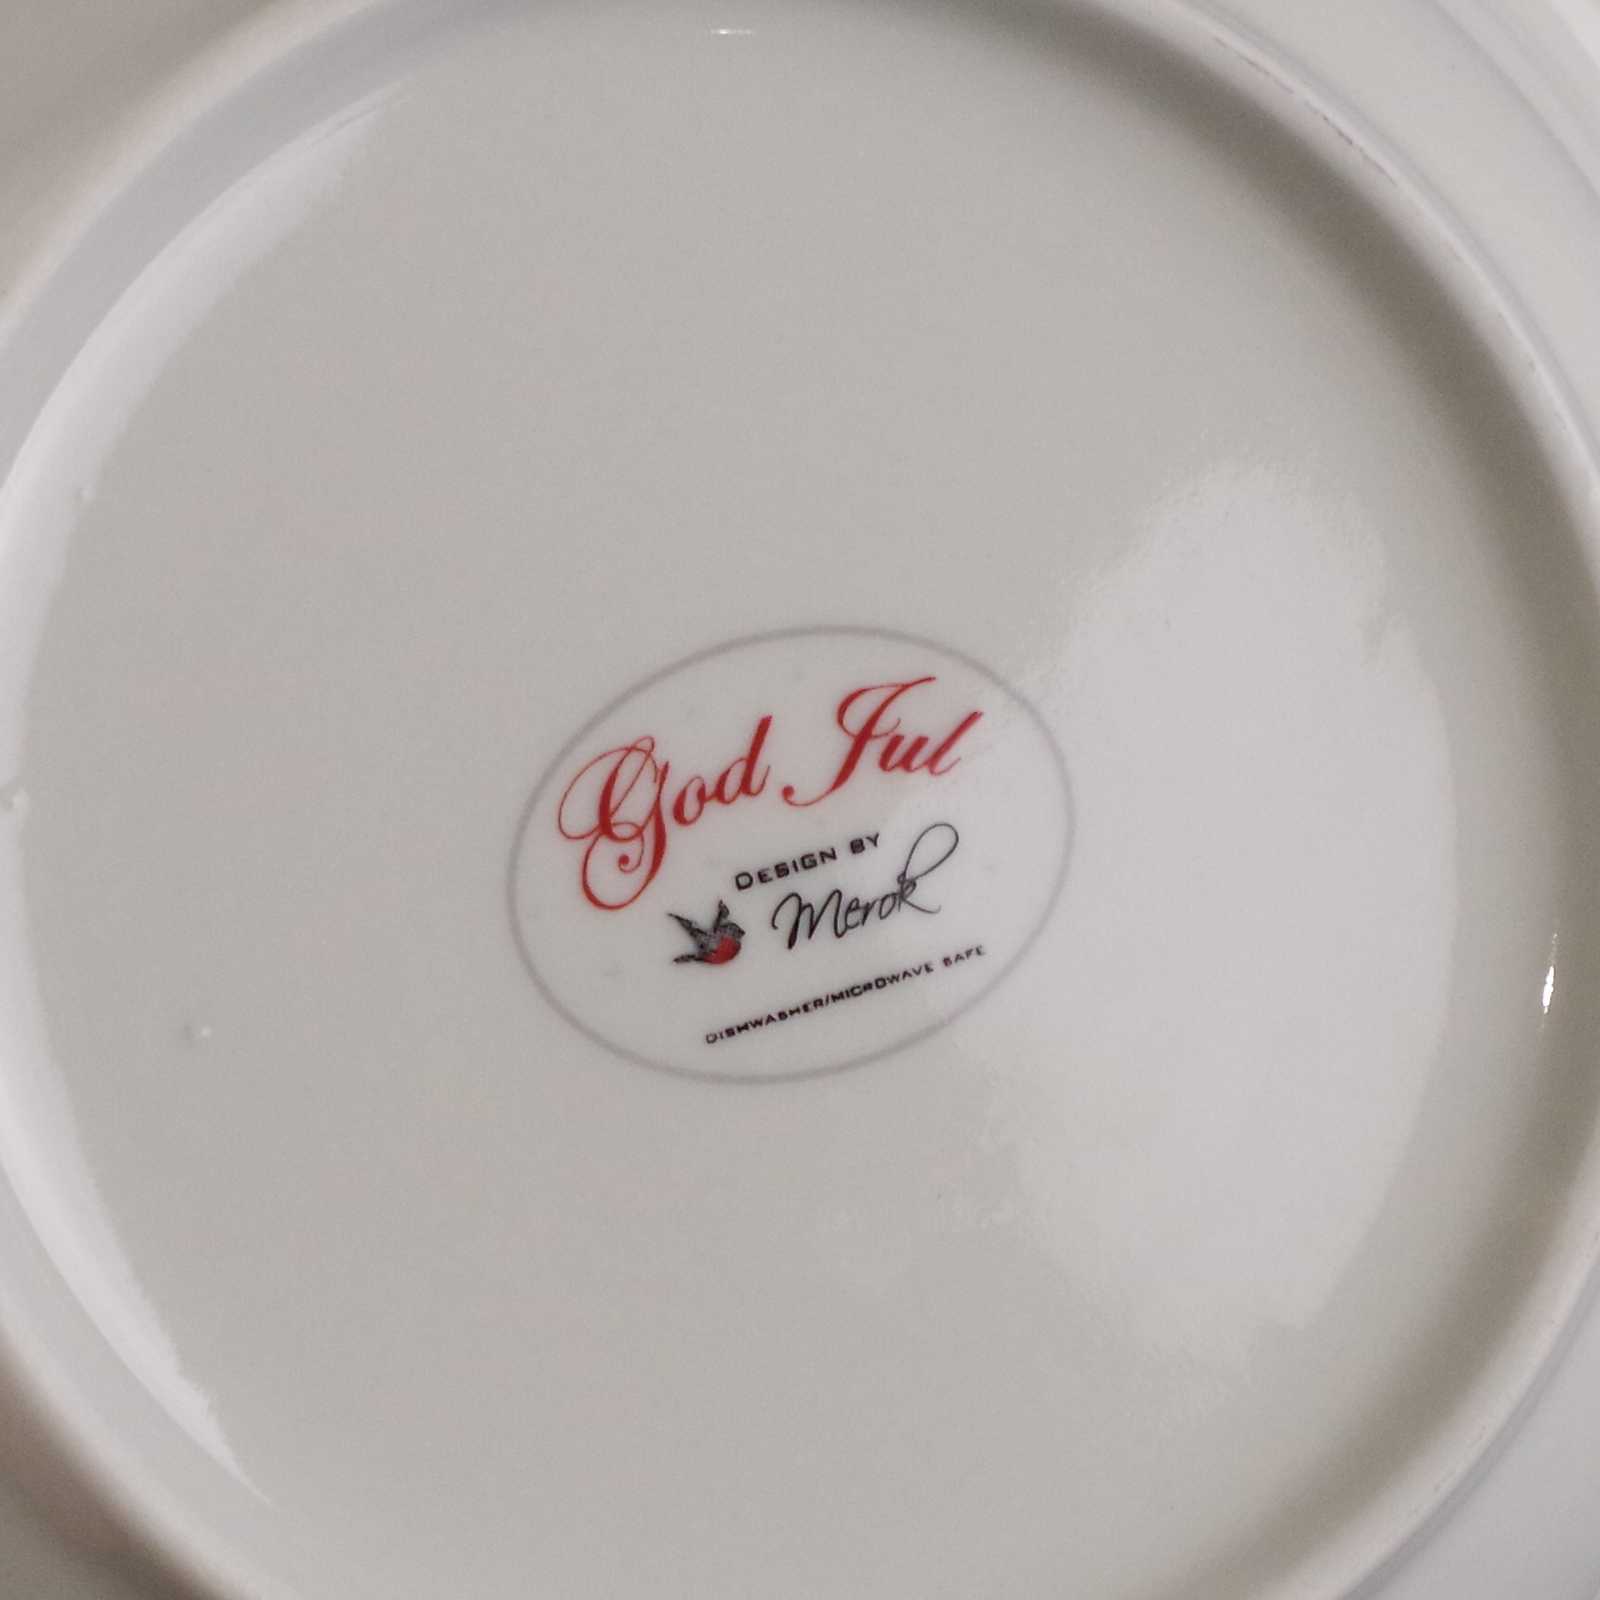 God Jul
DESIGN BY
Merok
DISHWASHER/MICROWAVE SAFE